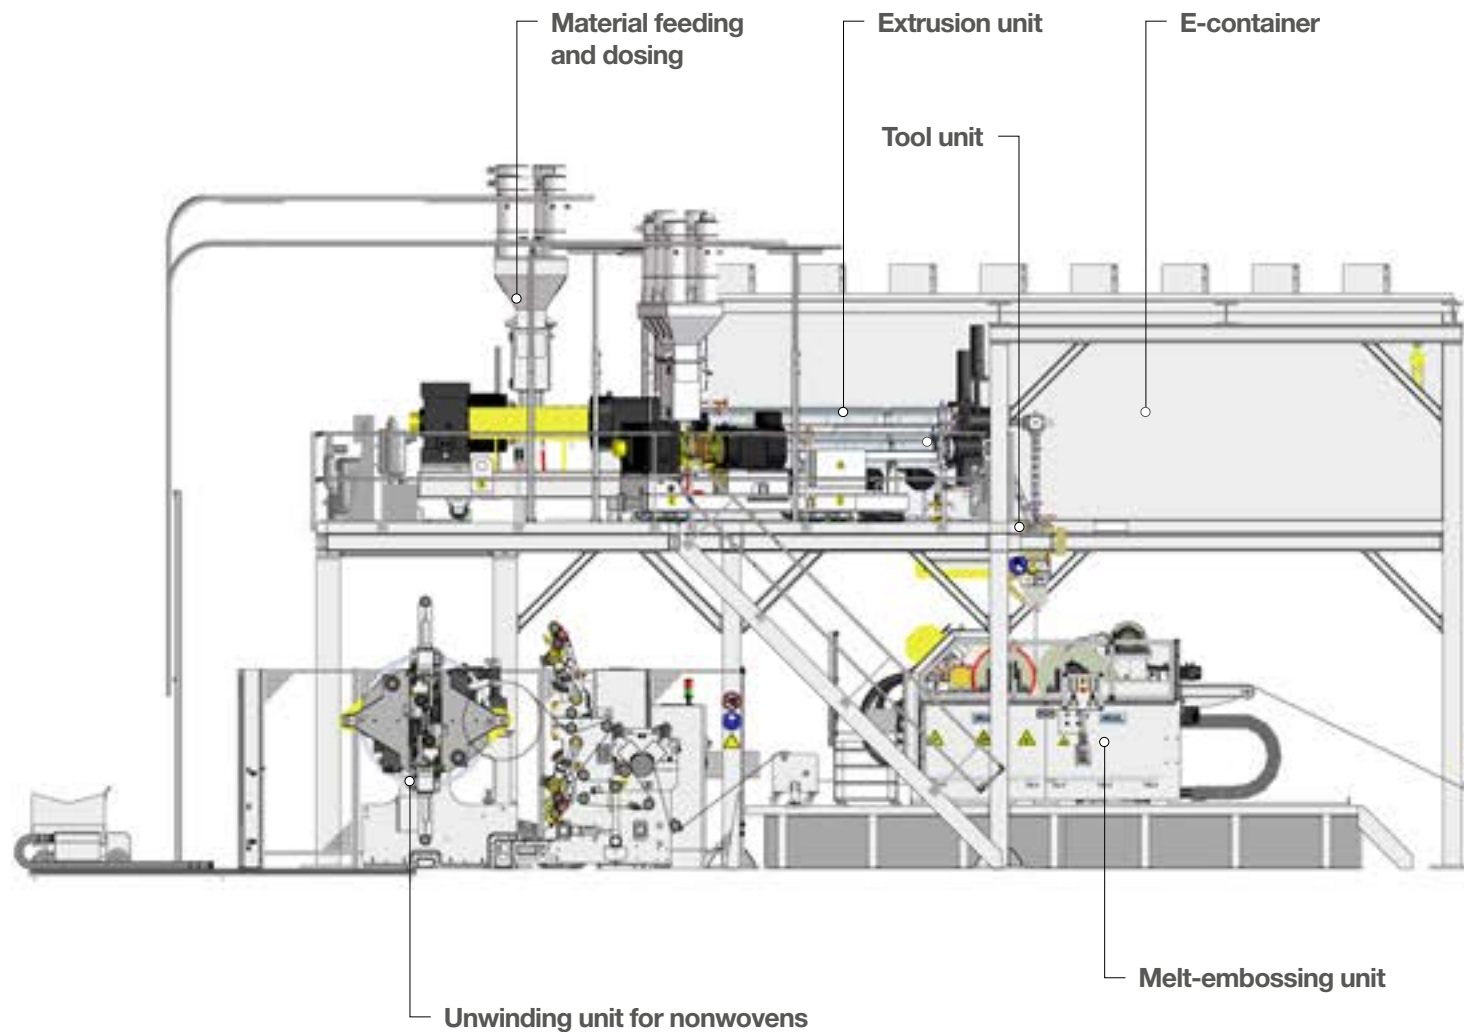 Material feeding
and dosing
Extrusion unit
E-container
Tool unit
Melt-embossing unit
Unwinding unit for nonwovens